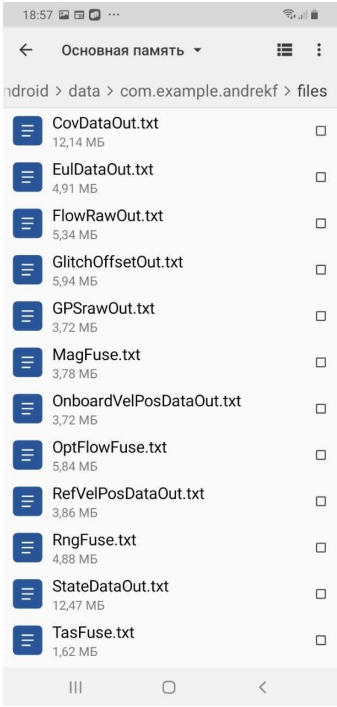 18:57
Основная память
ndroid > data > com.example.andrekf > files
CovDataOut.txt
12,14 МБ
EulDataOut.txt
4,91 МБ
FlowRawOut.txt
5,34 МБ
GlitchOffsetOut.txt
5,94 МБ
GPSrawOut.txt
3,72 МБ
MagFuse.txt
3,78 МБ
OnboardVelPosDataOut.txt
3,72 МБ
OptFlowFuse.txt
5,84 МБ
RefVelPosDataOut.txt
3,86 МБ
RngFuse.txt
4,88 МБ
StateDataOut.txt
12,47 МБ
TasFuse.txt
1,62 МБ